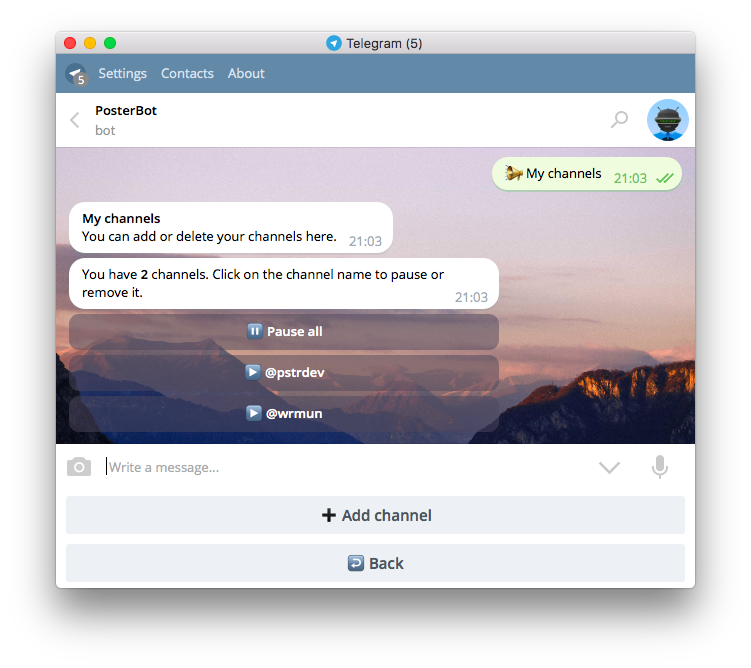 Telegram (5)
5
Settings Contacts About
PosterBot
bot
My channels 21:03
My channels
You can add or delete your channels here. 21:03
You have 2 channels. Click on the channel name to pause or
remove it.
21:03
Pause all
@pstrdev
@wrmun
Write a message...
Add channel
Back